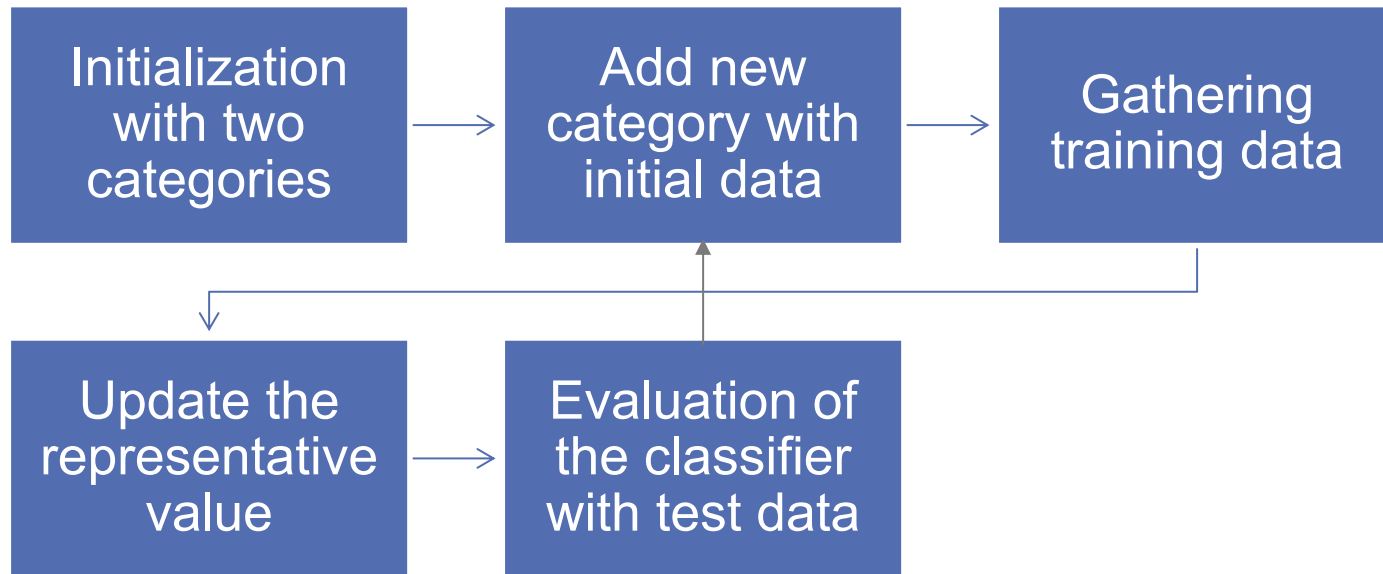 Initialization
with two
categories
Add new
category with
initial data
Gathering
training data
Update the
representative
value
Evaluation of
the classifier
with test data